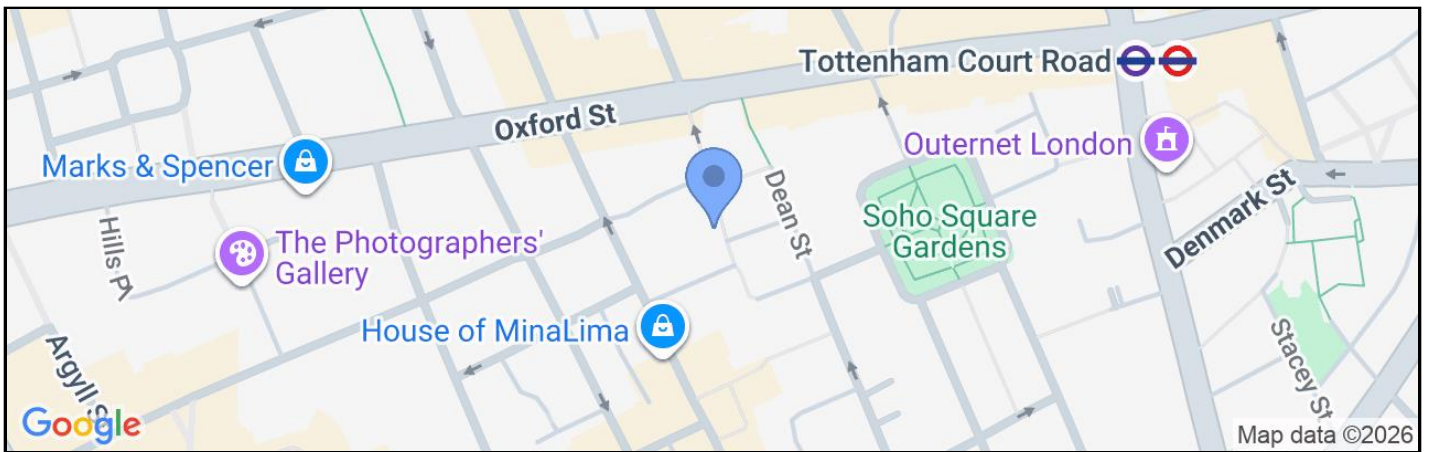 Tottenham Court Road
Oxford St
Outernet London
Marks & Spencer
Denmark St
Dean St
Soho Square
Gardens
Hills Pl
The Photographers'
Gallery
House of MinaLima
Argyll St
Stacey St
Google
Map data ©2026